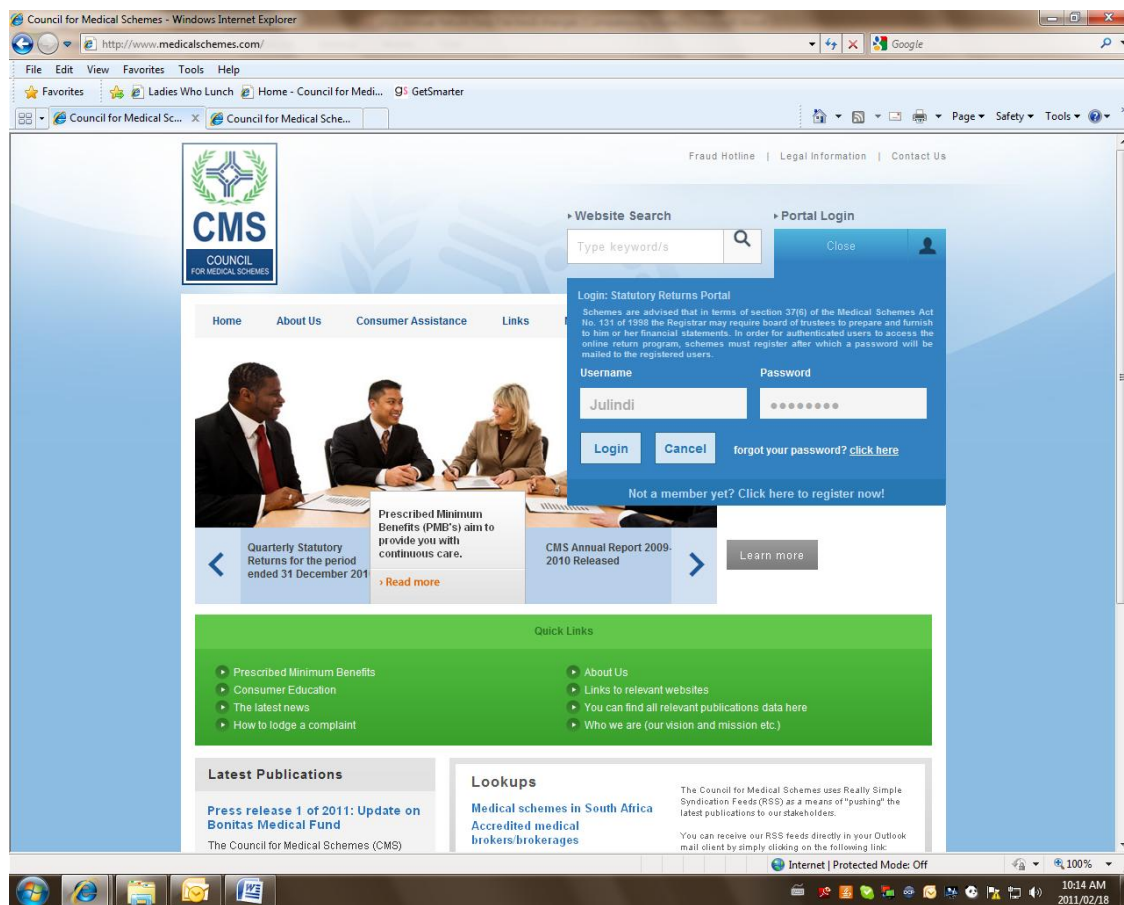 Council for Medical Schemes - Windows Internet Explorer
http://www.medicalschemes.com/
Google
File Edit View Favorites Tools Help
Favorites Ladies Who Lunch Home - Council for Medi... gs GetSmarter
Council for Medical Sc... X Council for Medical Sche...
Page Safety Tools
Fraud Hotline | Legal Information | Contact Us
CMS
COUNCIL
FOR MEDICAL SCHEMES
Website Search
Portal Login
Type keyword/s
Close
Login: Statutory Returns Portal
Schemes are advised that in terms of section 37(6) of the Medical Schemes Act
No. 131 of 1998 the Registrar may require board of trustees to prepare and furnish
to him or her financial statements. In order for authenticated users to access the
online return program, schemes must register after which a password will be
mailed to the registered users.
Home About Us Consumer Assistance Links
Username Password
Julindi ●●●●●●●●
Login Cancel forgot your password? click here
Not a member yet? Click here to register now!
Quarterly Statutory
Returns for the period
ended 31 December 201
Prescribed Minimum
Benefits (PMB's) aim to
provide you with
continuous care.
› Read more
CMS Annual Report 2009-
2010 Released
Learn more
Quick Links
Prescribed Minimum Benefits
Consumer Education
The latest news
How to lodge a complaint
About Us
Links to relevant websites
You can find all relevant publications data here
Who we are (our vision and mission etc.)
Latest Publications
Press release 1 of 2011: Update on
Bonitas Medical Fund
The Council for Medical Schemes (CMS)
Lookups
Medical schemes in South Africa
Accredited medical
brokers/brokerages
The Council for Medical Schemes uses Really Simple
Syndication Feeds (RSS) as a means of "pushing" the
latest publications to our stakeholders.
You can receive our RSS feeds directly in your Outlook
mail client by simply clicking on the following link:
Internet | Protected Mode: Off
100%
10:14 AM
2011/02/18